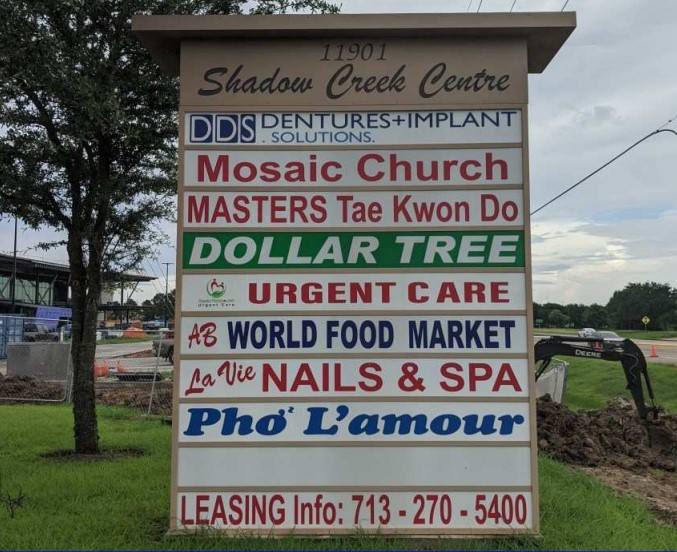 11901
Shadow Creek Centre
DDS DENTURES+IMPLANT
. SOLUTIONS.
Mosaic Church
MASTERS Tae Kwon Do
DOLLAR TREE
URGENT CARE
AB WORLD FOOD MARKET
La Vie NAILS & SPA
Phở L'amour
LEASING Info: 713 - 270 - 5400
DEERE